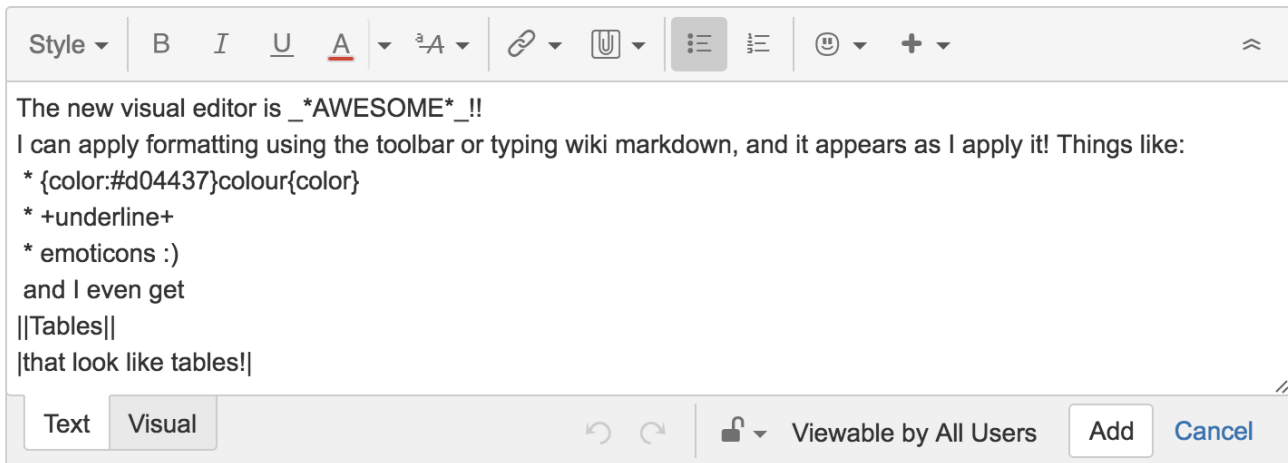 Style B I U A ªA
The new visual editor is _*AWESOME*_!!
I can apply formatting using the toolbar or typing wiki markdown, and it appears as I apply it! Things like:
* {color:#d04437}colour{color}
* +underline+
* emoticons :)
and I even get
||Tables||
|that look like tables!|
Text Visual Viewable by All Users Add Cancel